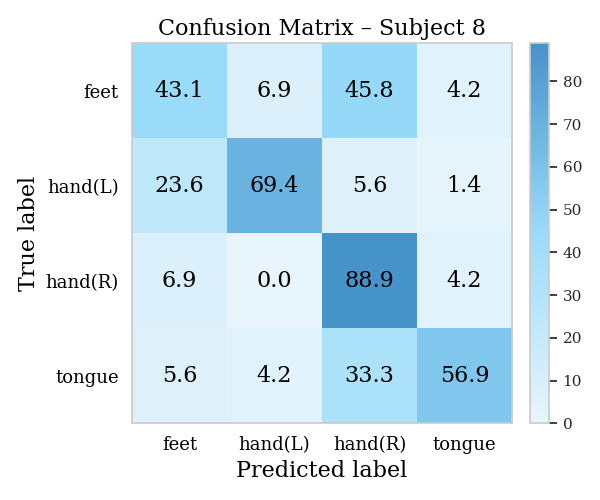 Confusion Matrix – Subject 8
feet 43.1 6.9 45.8 4.2
hand(L) 23.6 69.4 5.6 1.4
hand(R) 6.9 0.0 88.9 4.2
tongue 5.6 4.2 33.3 56.9
feet hand(L) hand(R) tongue
Predicted label
True label
80
70
60
50
40
30
20
10
0